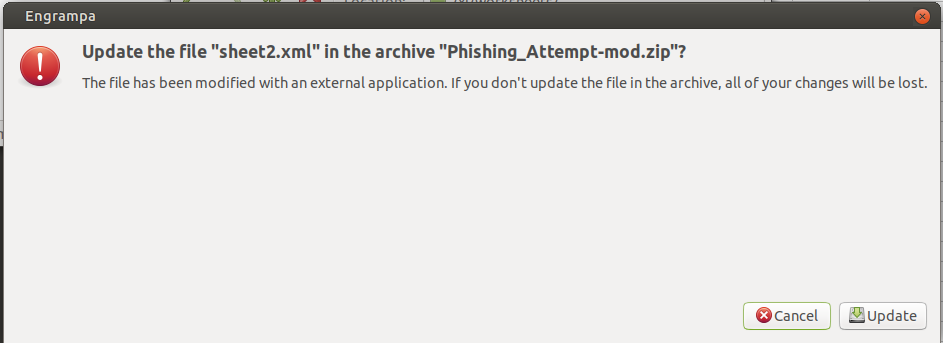 Engrampa
Update the file "sheet2.xml" in the archive "Phishing_Attempt-mod.zip"?
The file has been modified with an external application. If you don't update the file in the archive, all of your changes will be lost.
Cancel
Update